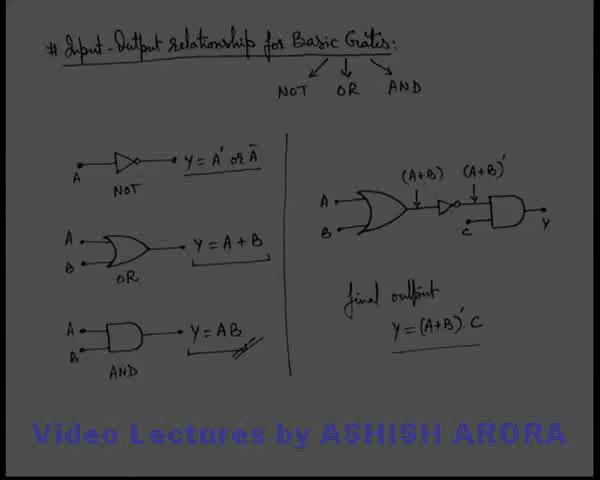 # Input-Output relationship for Basic Gates:
NOT OR AND
A Y = A' or Ā
NOT
A
B Y = A + B
OR
A
B Y = AB
AND
(A+B) (A+B)'
A
B
C Y
final output
Y = (A+B)' . C
Video Lectures by ASHISH ARORA